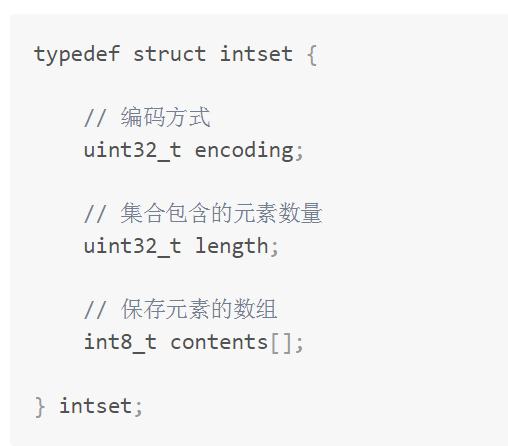 typedef struct intset {
// 编码方式
uint32_t encoding;
// 集合包含的元素数量
uint32_t length;
// 保存元素的数组
int8_t contents[];
} intset;